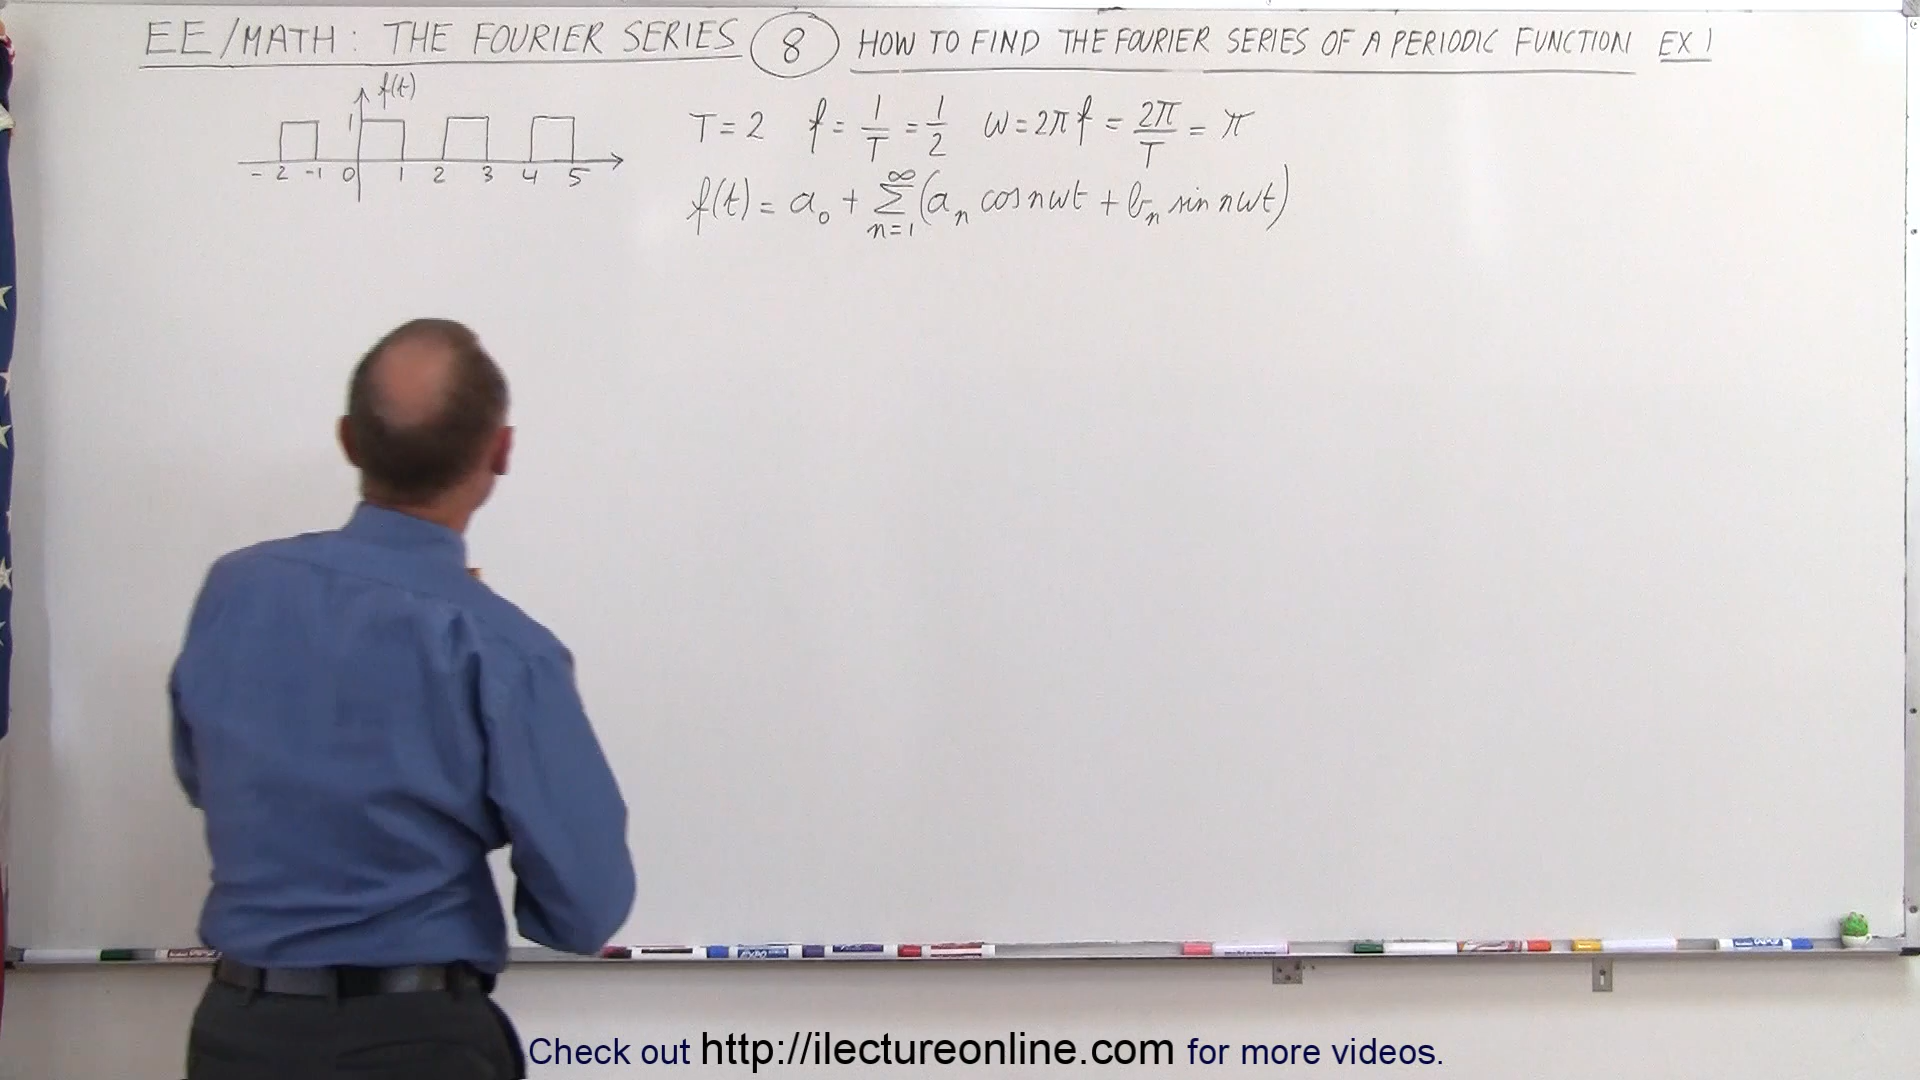 EE/MATH: THE FOURIER SERIES 8 HOW TO FIND THE FOURIER SERIES OF A PERIODIC FUNCTION EX 1
f(t)
1
-2 -1 0 1 2 3 4 5
T = 2 f = 1/T = 1/2 ω = 2πf = 2π/T = π
f(t) = a₀ + ∞ Σ n=1 (aₙ cos nωt + bₙ sin nωt)
EXPO
Check out http://ilectureonline.com for more videos.